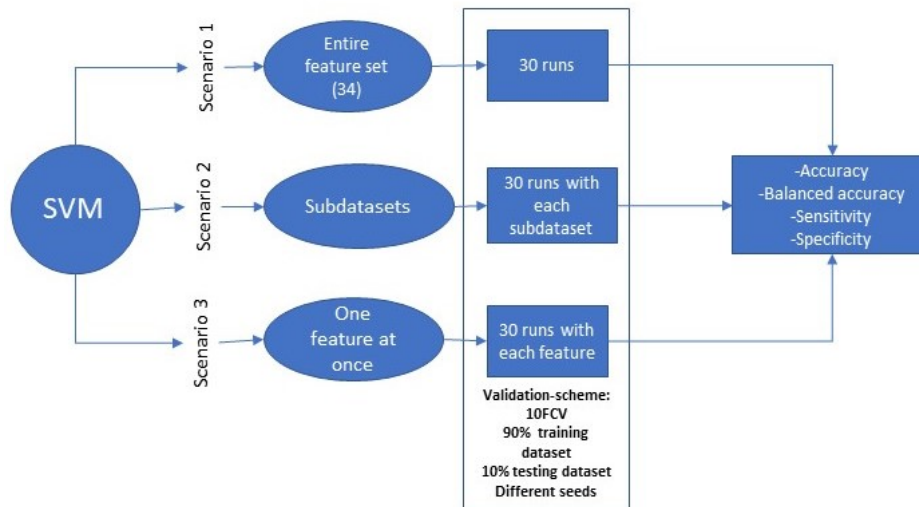 SVM
Scenario 1
Entire
feature set
(34)
30 runs
Scenario 2
Subdatasets
30 runs with
each
subdataset
Scenario 3
One
feature at
once
30 runs with
each feature
Validation-scheme:
10FCV
90% training
dataset
10% testing dataset
Different seeds
-Accuracy
-Balanced accuracy
-Sensitivity
-Specificity